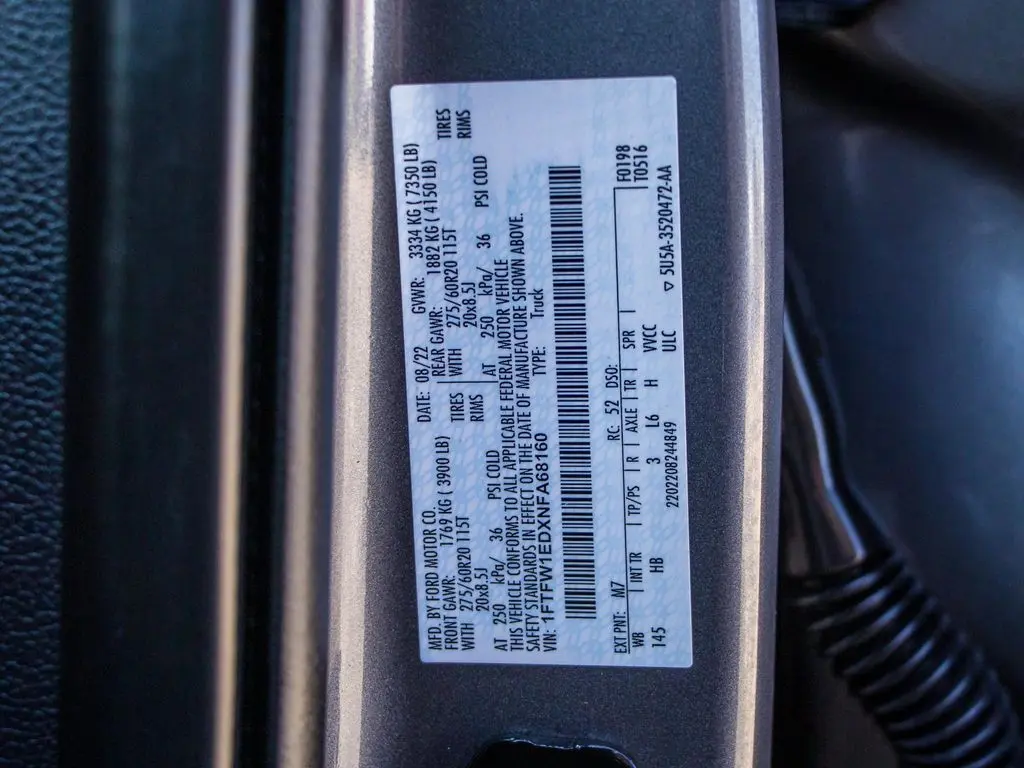 MFD. BY FORD MOTOR CO. DATE: 08/22 GVWR: 3334 KG ( 7350 LB)
FRONT GAWR: 1769 KG ( 3900 LB) REAR GAWR: 1882 KG ( 4150 LB)
WITH 275/60R20 115T TIRES WITH 275/60R20 115T TIRES
20x8.5J RIMS 20x8.5J RIMS
AT 250 kPa/ 36 PSI COLD AT 250 kPa/ 36 PSI COLD
THIS VEHICLE CONFORMS TO ALL APPLICABLE FEDERAL MOTOR VEHICLE
SAFETY STANDARDS IN EFFECT ON THE DATE OF MANUFACTURE SHOWN ABOVE.
VIN: 1FTFW1EDXNFA68160 TYPE: Truck
EXT PNT: M7 RC: 52 DSO: F0198
WB INT TR TP/PS R AXLE TR SPR T0516
145 HB 3 L6 H VVCC
2202208244849 ULC ▽ 5U5A-3520472-AA